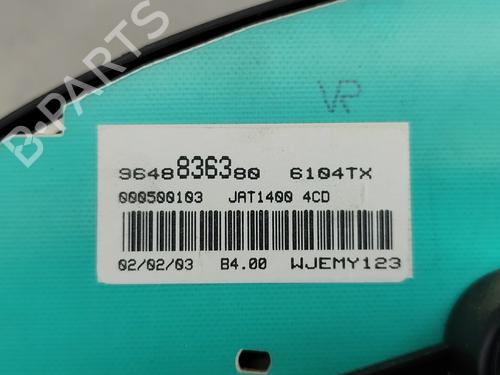 B-PARTS
VR
9648836380 6104TX
000500103 JAT1400 4CD
02/02/03 B4.00 WJEMY123